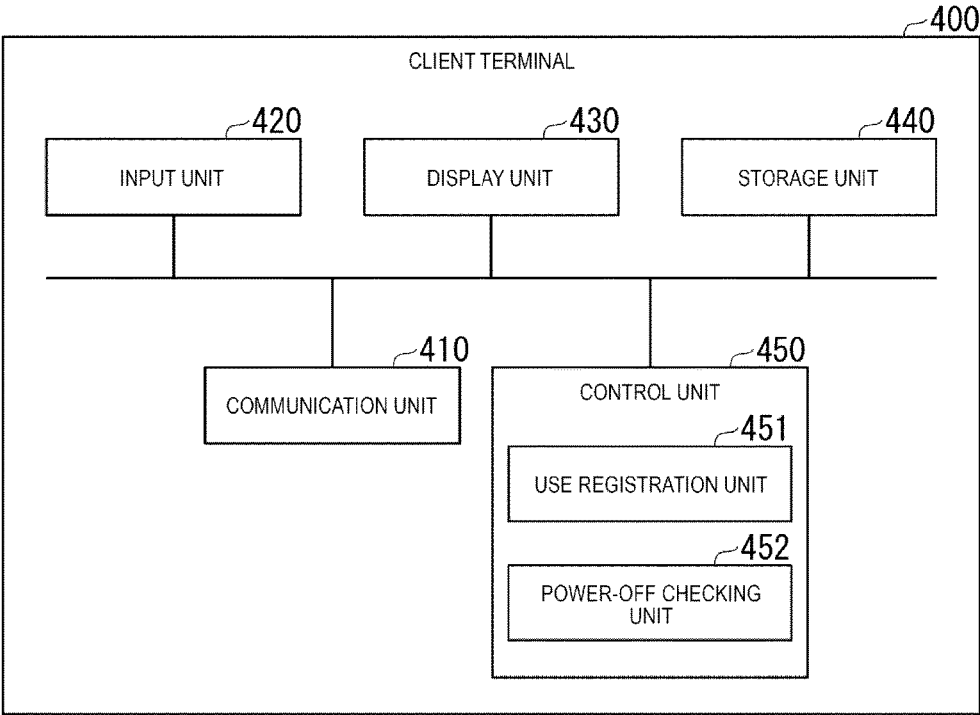 400
CLIENT TERMINAL
420
430
440
INPUT UNIT
DISPLAY UNIT
STORAGE UNIT
410
450
COMMUNICATION UNIT
CONTROL UNIT
451
USE REGISTRATION UNIT
452
POWER-OFF CHECKING
UNIT